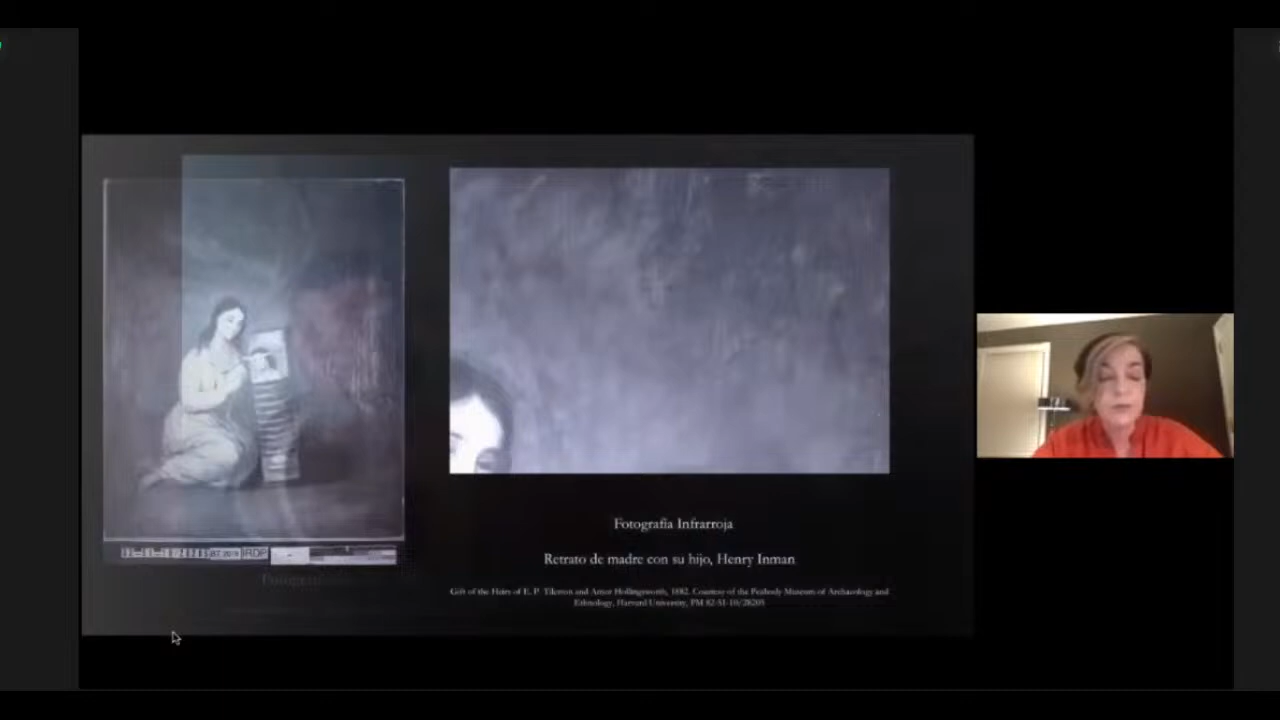 IRDP
Fotografía Infrarroja
Retrato de madre con su hijo, Henry Inman
Gift of the Heirs of E. P. Tileston and Amor Hollingsworth, 1882. Courtesy of the Peabody Museum of Archaeology and
Ethnology, Harvard University, PM 82-51-10/28205